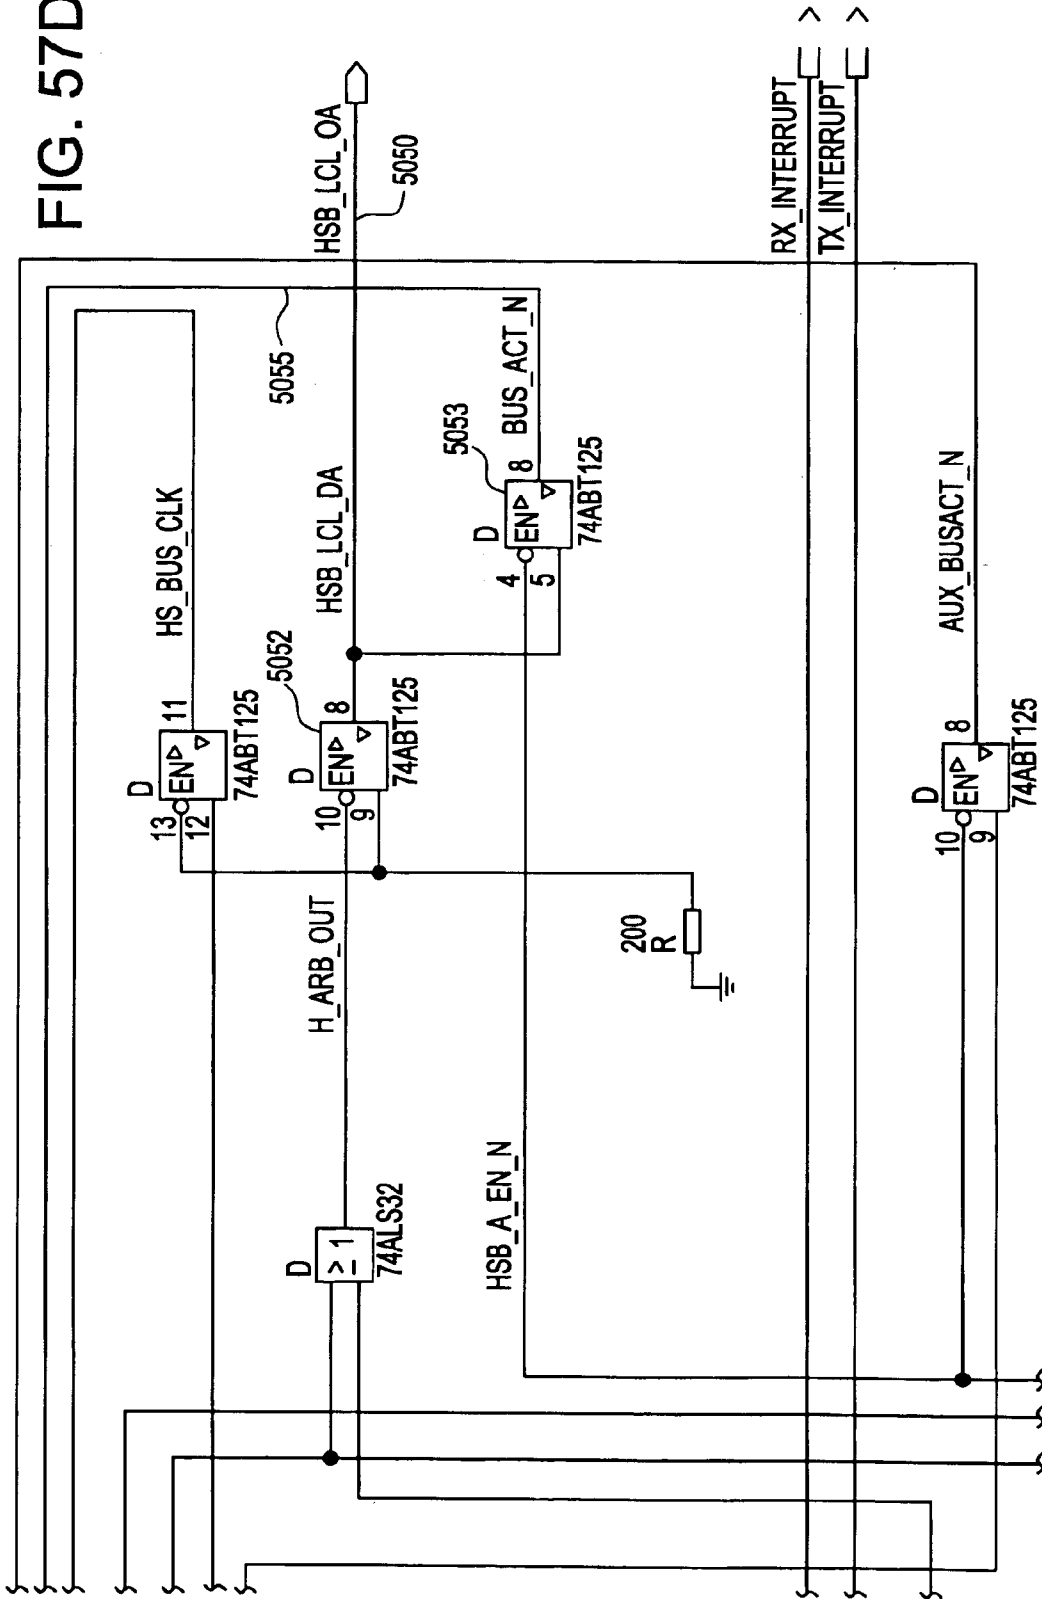 FIG. 57D
HSB_LCL_OA
5050
RX_INTERRUPT
TX_INTERRUPT
5055
HS_BUS_CLK
HSB_LCL_DA
BUS_ACT_N
5053
D
EN
8
4
5
74ABT125
AUX_BUSACT_N
D
EN
11
13
12
74ABT125
5052
D
EN
8
10
9
74ABT125
D
EN
8
10
9
74ABT125
H_ARB_OUT
200
R
D
≥1
74ALS32
HSB_A_EN_N